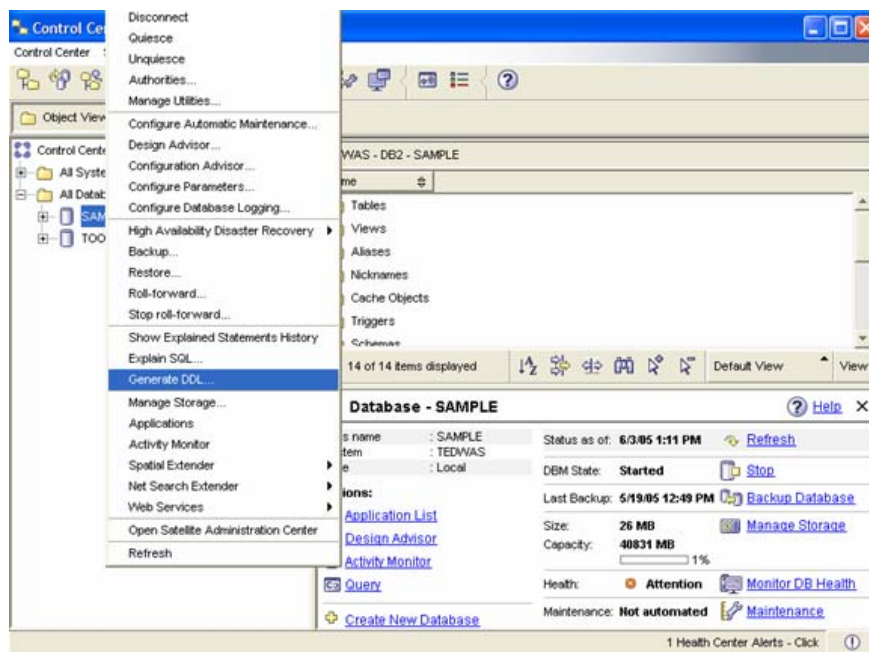 Control Ce
Control Center
Object View
Control Cente
All Syste
All Datab
SAM
TOO
Disconnect
Quiesce
Unquiesce
Authorities...
Manage Utilities...
Configure Automatic Maintenance...
Design Advisor...
Configuration Advisor...
Configure Parameters...
Configure Database Logging...
High Availability Disaster Recovery
Backup...
Restore...
Roll-forward...
Stop roll-forward...
Show Explained Statements History
Explain SQL...
Generate DDL...
Manage Storage...
Applications
Activity Monitor
Spatial Extender
Net Search Extender
Web Services
Open Satellite Administration Center
Refresh
WAS - DB2 - SAMPLE
me
Tables
Views
Aliases
Nicknames
Cache Objects
Triggers
Schemas
14 of 14 items displayed
Default View
View
Database - SAMPLE
Help
s name : SAMPLE
tem : TEDWAS
e : Local
ions:
Application List
Design Advisor
Activity Monitor
Query
Create New Database
Status as of: 6/3/05 1:11 PM Refresh
DBM State: Started Stop
Last Backup: 5/19/05 12:49 PM Backup Database
Size: 26 MB Manage Storage
Capacity: 40831 MB
1%
Health: Attention Monitor DB Health
Maintenance: Not automated Maintenance
1 Health Center Alerts - Click